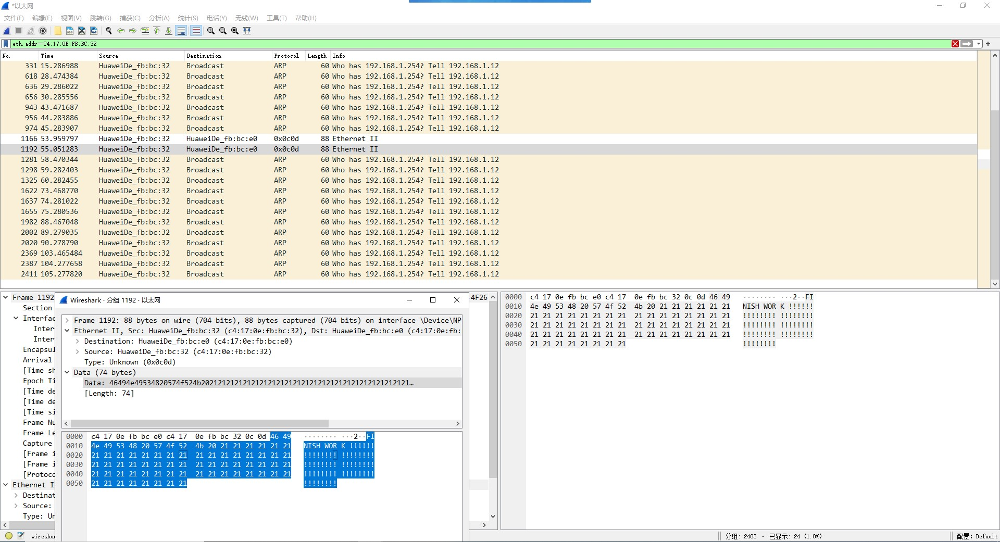 *以太网
文件(F) 编辑(E) 视图(V) 跳转(G) 捕获(C) 分析(A) 统计(S) 电话(Y) 无线(W) 工具(T) 帮助(H)
eth.addr==C4:17:0E:FB:BC:32
No. Time Source Destination Protocol Length Info
331 15.286988 HuaweiDe_fb:bc:32 Broadcast ARP 60 Who has 192.168.1.254? Tell 192.168.1.12
618 28.474384 HuaweiDe_fb:bc:32 Broadcast ARP 60 Who has 192.168.1.254? Tell 192.168.1.12
636 29.286022 HuaweiDe_fb:bc:32 Broadcast ARP 60 Who has 192.168.1.254? Tell 192.168.1.12
656 30.285556 HuaweiDe_fb:bc:32 Broadcast ARP 60 Who has 192.168.1.254? Tell 192.168.1.12
943 43.471687 HuaweiDe_fb:bc:32 Broadcast ARP 60 Who has 192.168.1.254? Tell 192.168.1.12
956 44.283886 HuaweiDe_fb:bc:32 Broadcast ARP 60 Who has 192.168.1.254? Tell 192.168.1.12
974 45.283907 HuaweiDe_fb:bc:32 Broadcast ARP 60 Who has 192.168.1.254? Tell 192.168.1.12
1166 53.959797 HuaweiDe_fb:bc:32 HuaweiDe_fb:bc:e0 0x0c0d 88 Ethernet II
1192 55.051283 HuaweiDe_fb:bc:32 HuaweiDe_fb:bc:e0 0x0c0d 88 Ethernet II
1281 58.470344 HuaweiDe_fb:bc:32 Broadcast ARP 60 Who has 192.168.1.254? Tell 192.168.1.12
1298 59.282403 HuaweiDe_fb:bc:32 Broadcast ARP 60 Who has 192.168.1.254? Tell 192.168.1.12
1325 60.282455 HuaweiDe_fb:bc:32 Broadcast ARP 60 Who has 192.168.1.254? Tell 192.168.1.12
1622 73.468770 HuaweiDe_fb:bc:32 Broadcast ARP 60 Who has 192.168.1.254? Tell 192.168.1.12
1637 74.281022 HuaweiDe_fb:bc:32 Broadcast ARP 60 Who has 192.168.1.254? Tell 192.168.1.12
1655 75.280536 HuaweiDe_fb:bc:32 Broadcast ARP 60 Who has 192.168.1.254? Tell 192.168.1.12
1982 88.467048 HuaweiDe_fb:bc:32 Broadcast ARP 60 Who has 192.168.1.254? Tell 192.168.1.12
2002 89.279035 HuaweiDe_fb:bc:32 Broadcast ARP 60 Who has 192.168.1.254? Tell 192.168.1.12
2020 90.278790 HuaweiDe_fb:bc:32 Broadcast ARP 60 Who has 192.168.1.254? Tell 192.168.1.12
2369 103.465484 HuaweiDe_fb:bc:32 Broadcast ARP 60 Who has 192.168.1.254? Tell 192.168.1.12
2387 104.277658 HuaweiDe_fb:bc:32 Broadcast ARP 60 Who has 192.168.1.254? Tell 192.168.1.12
2411 105.277820 HuaweiDe_fb:bc:32 Broadcast ARP 60 Who has 192.168.1.254? Tell 192.168.1.12
Frame 1192
Section
Interfac
Inter
Inter
Encapsul
Arrival
[Time sh
Epoch Ti
[Time de
[Time de
[Time si
Frame Nu
Frame Le
Capture
[Frame i
[Frame i
[Protoco
Ethernet I
Destinat
Source:
Type: Un
-4F26
Wireshark · 分组 1192 · 以太网
Frame 1192: 88 bytes on wire (704 bits), 88 bytes captured (704 bits) on interface \Device\NP
Ethernet II, Src: HuaweiDe_fb:bc:32 (c4:17:0e:fb:bc:32), Dst: HuaweiDe_fb:bc:e0 (c4:17:0e:fb:
Destination: HuaweiDe_fb:bc:e0 (c4:17:0e:fb:bc:e0)
Source: HuaweiDe_fb:bc:32 (c4:17:0e:fb:bc:32)
Type: Unknown (0x0c0d)
Data (74 bytes)
Data: 46494e49534820574f524b202121212121212121212121212121212121212121212121…
[Length: 74]
0000 c4 17 0e fb bc e0 c4 17 0e fb bc 32 0c 0d 46 49 ········ ···2··FI
0010 4e 49 53 48 20 57 4f 52 4b 20 21 21 21 21 21 21 NISH WOR K !!!!!!
0020 21 21 21 21 21 21 21 21 21 21 21 21 21 21 21 21 !!!!!!!! !!!!!!!!
0030 21 21 21 21 21 21 21 21 21 21 21 21 21 21 21 21 !!!!!!!! !!!!!!!!
0040 21 21 21 21 21 21 21 21 21 21 21 21 21 21 21 21 !!!!!!!! !!!!!!!!
0050 21 21 21 21 21 21 21 21 !!!!!!!!
0000 c4 17 0e fb bc e0 c4 17 0e fb bc 32 0c 0d 46 49 ········ ···2··FI
0010 4e 49 53 48 20 57 4f 52 4b 20 21 21 21 21 21 21 NISH WOR K !!!!!!
0020 21 21 21 21 21 21 21 21 21 21 21 21 21 21 21 21 !!!!!!!! !!!!!!!!
0030 21 21 21 21 21 21 21 21 21 21 21 21 21 21 21 21 !!!!!!!! !!!!!!!!
0040 21 21 21 21 21 21 21 21 21 21 21 21 21 21 21 21 !!!!!!!! !!!!!!!!
0050 21 21 21 21 21 21 21 21 !!!!!!!!
wireshar
分组: 2483 · 已显示: 24 (1.0%)
配置: Default